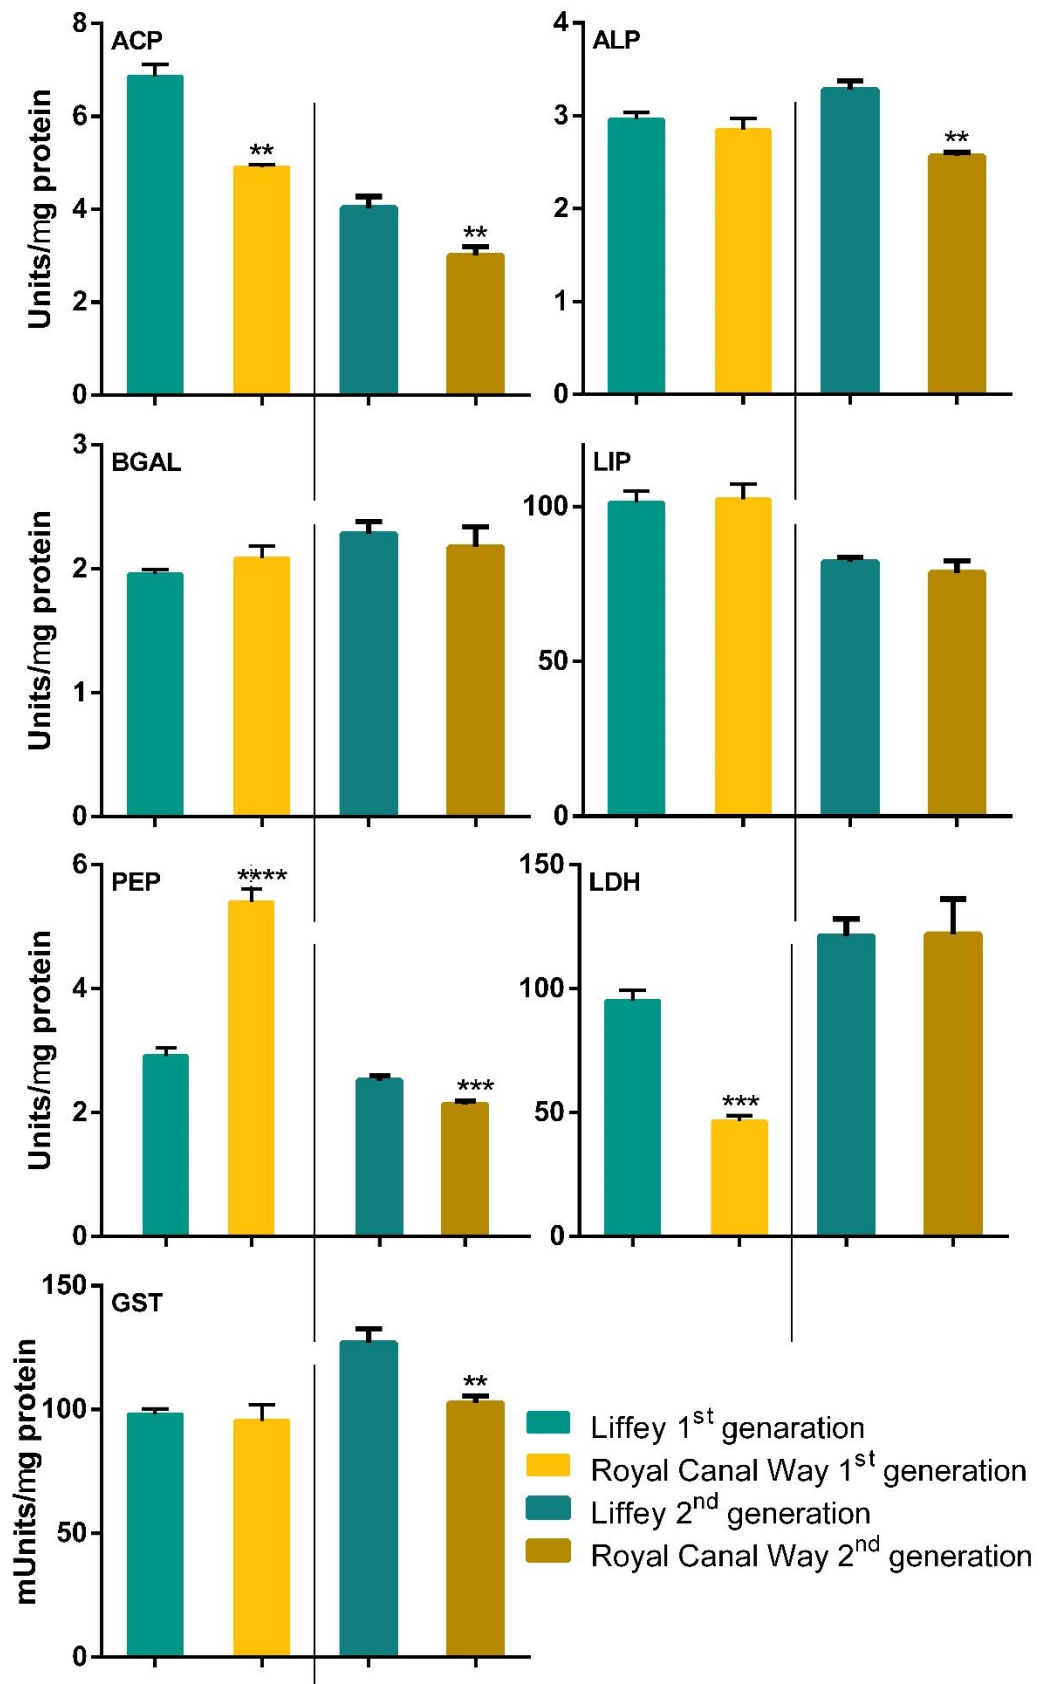 ACP
8
6
4
2
0
Units/mg protein
**
**
ALP
4
3
2
1
0
**
BGAL
3
2
1
0
Units/mg protein
LIP
100
50
0
PEP
6
4
2
0
Units/mg protein
****
***
LDH
150
100
50
0
***
GST
150
100
50
0
mUnits/mg protein
**
Liffey 1st genaration
Royal Canal Way 1st generation
Liffey 2nd generation
Royal Canal Way 2nd generation